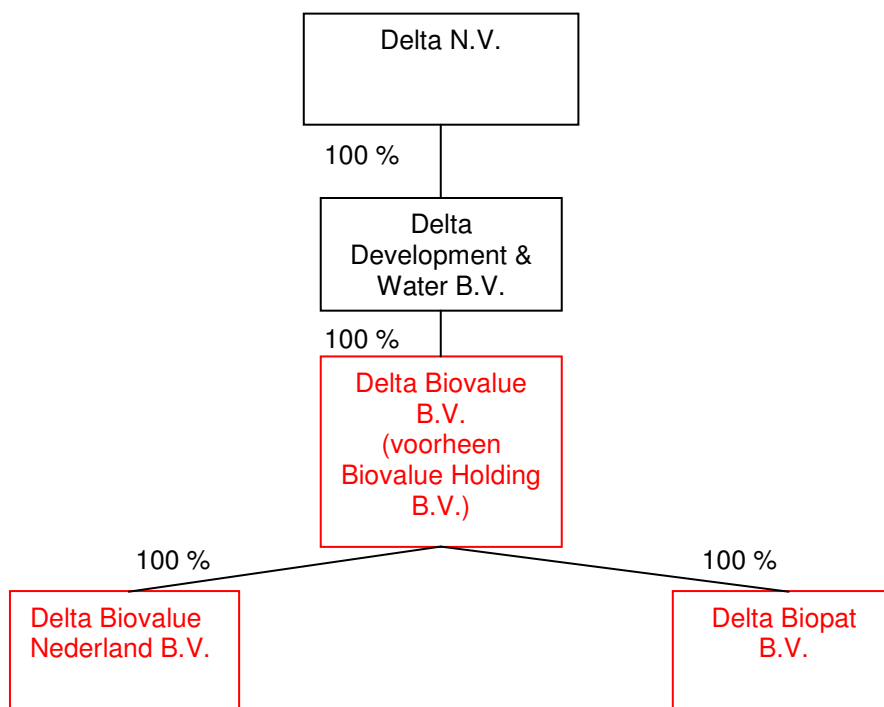 Delta N.V.
100 %
Delta
Development &
Water B.V.
100 %
Delta Biovalue
B.V.
(voorheen
Biovalue Holding
B.V.)
100 %
100 %
Delta Biovalue
Nederland B.V.
Delta Biopat
B.V.